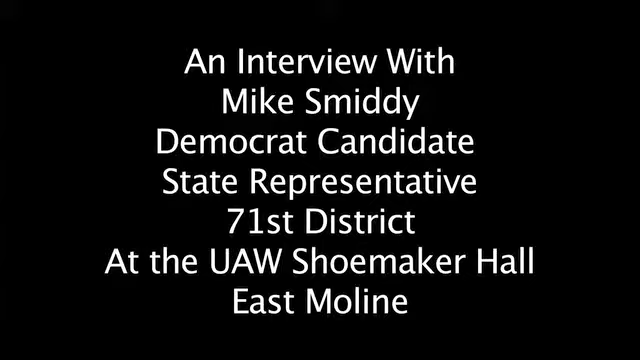 An Interview With
Mike Smiddy
Democrat Candidate
State Representative
71st District
At the UAW Shoemaker Hall
East Moline